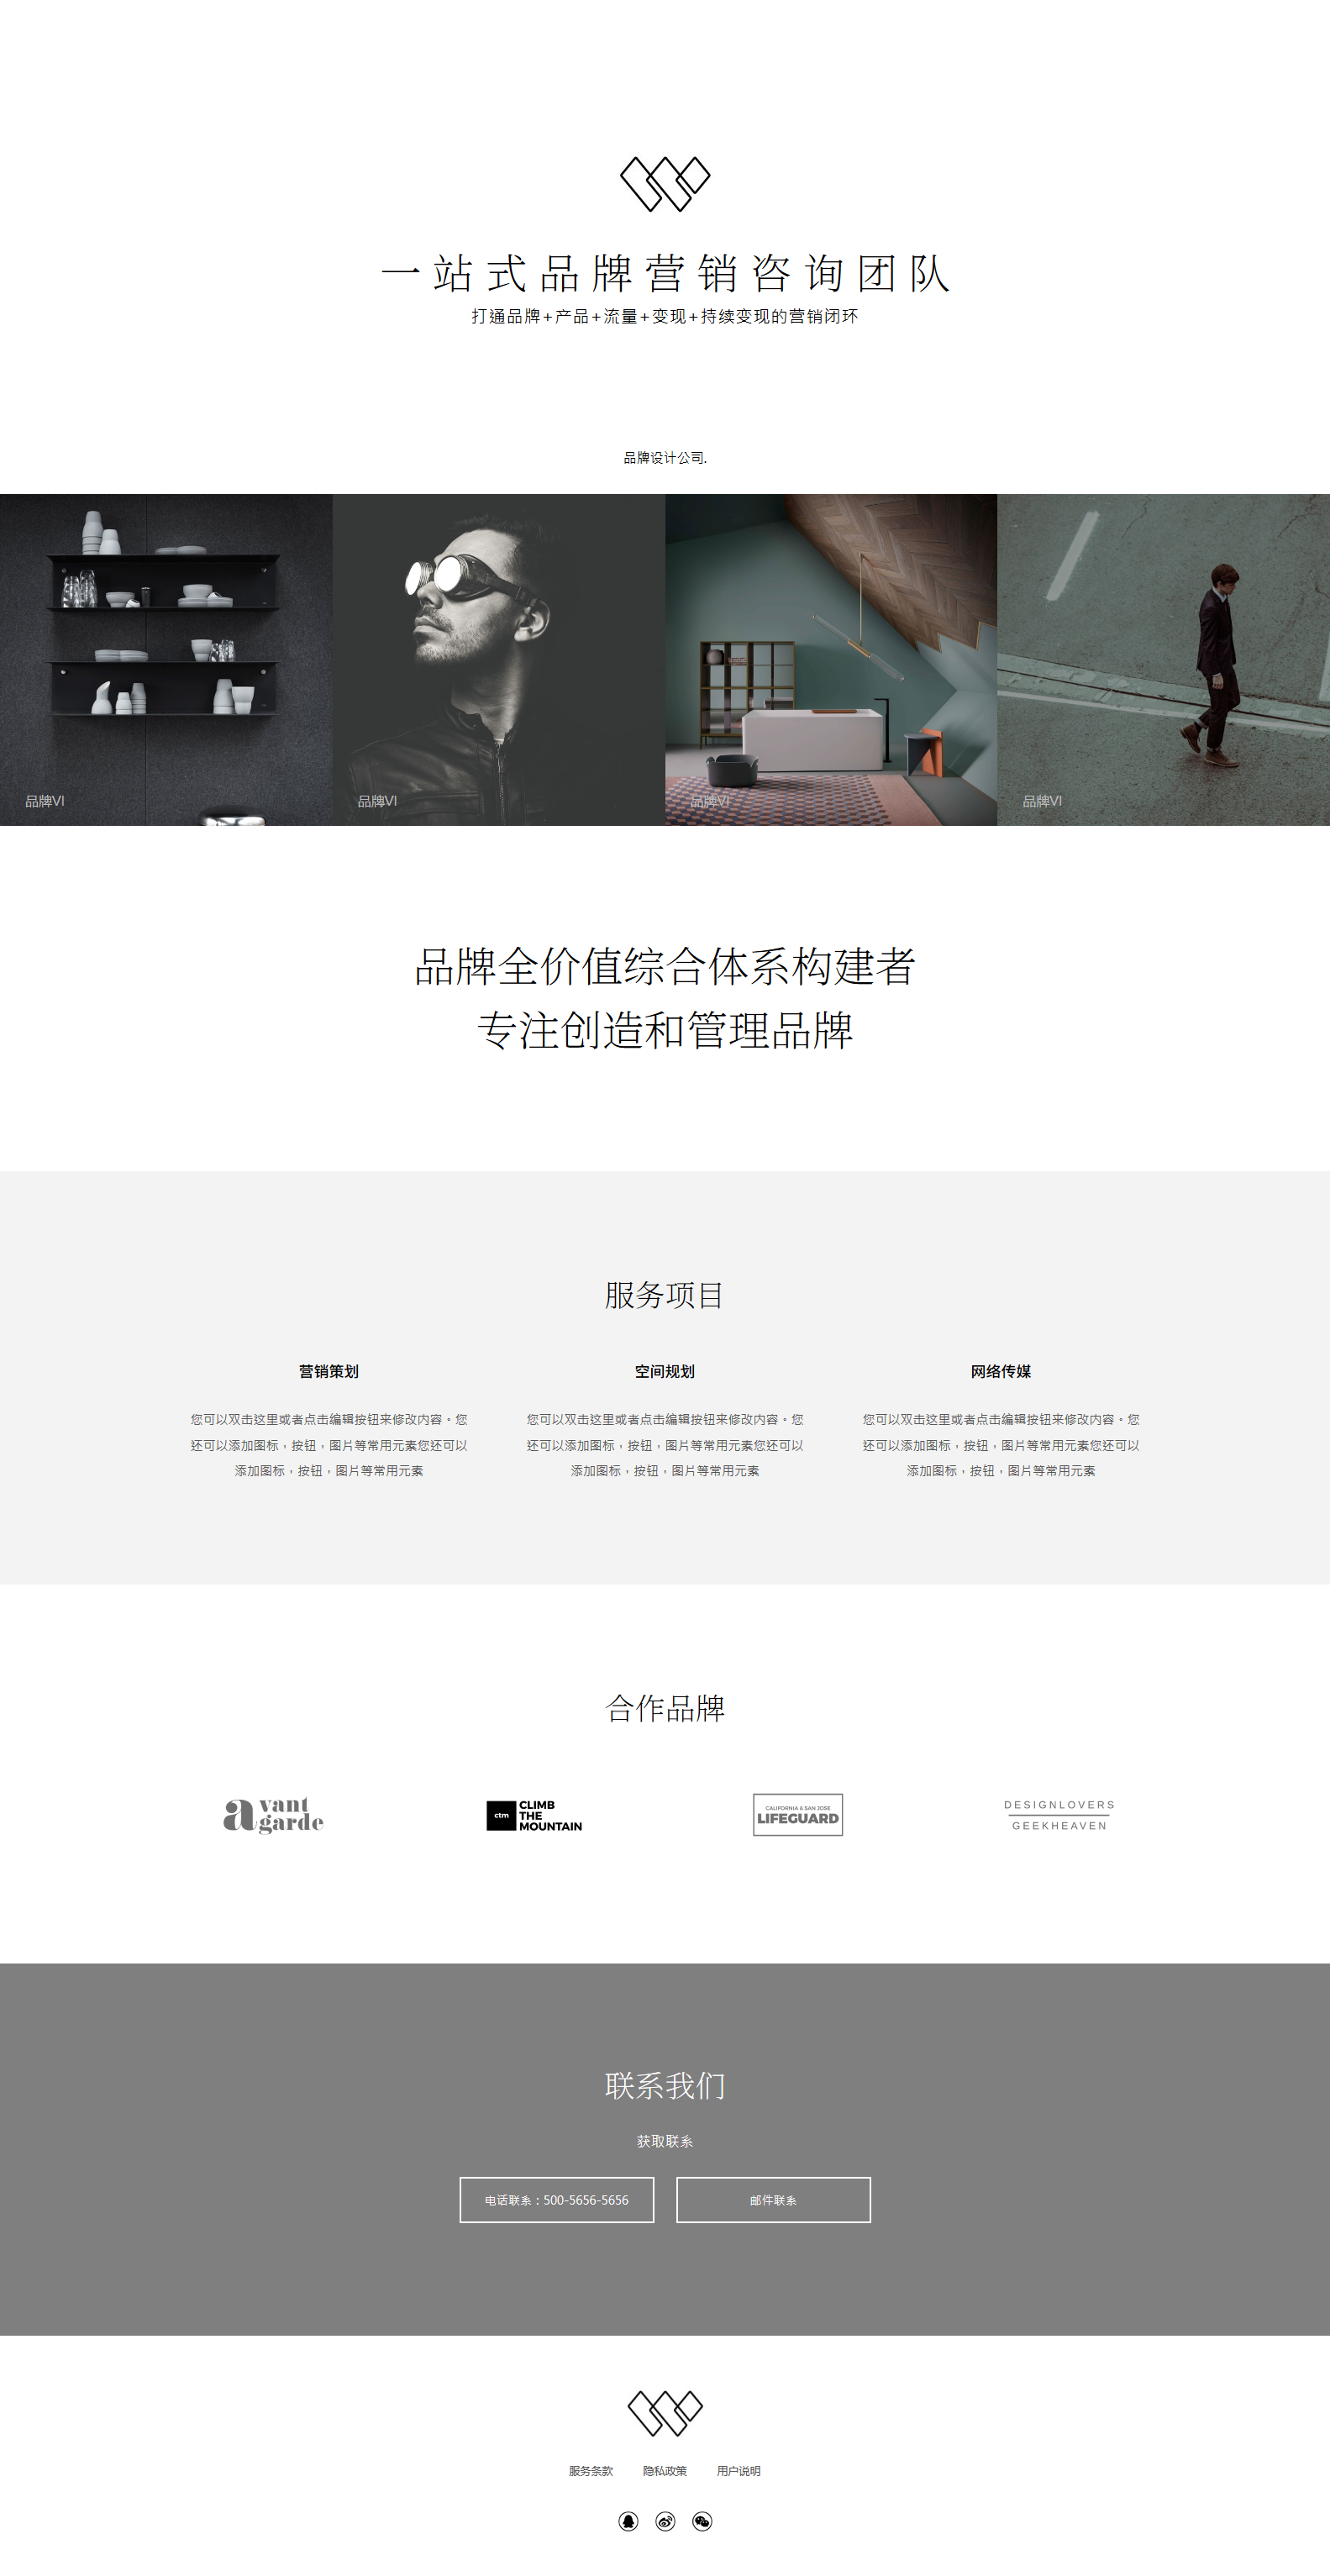 一站式品牌营销咨询团队
打通品牌+产品+流量+变现+持续变现的营销闭环
品牌设计公司.
品牌VI
品牌VI
品牌VI
品牌VI
品牌全价值综合体系构建者
专注创造和管理品牌
服务项目
营销策划
您可以双击这里或者点击编辑按钮来修改内容。您
还可以添加图标，按钮，图片等常用元素您还可以
添加图标，按钮，图片等常用元素
空间规划
您可以双击这里或者点击编辑按钮来修改内容。您
还可以添加图标，按钮，图片等常用元素您还可以
添加图标，按钮，图片等常用元素
网络传媒
您可以双击这里或者点击编辑按钮来修改内容。您
还可以添加图标，按钮，图片等常用元素您还可以
添加图标，按钮，图片等常用元素
合作品牌
avant
garde
ctm
CLIMB
THE
MOUNTAIN
CALIFORNIA & SAN JOSE
LIFEGUARD
DESIGNLOVERS
GEEKHEAVEN
联系我们
获取联系
电话联系：500-5656-5656
邮件联系
服务条款
隐私政策
用户说明